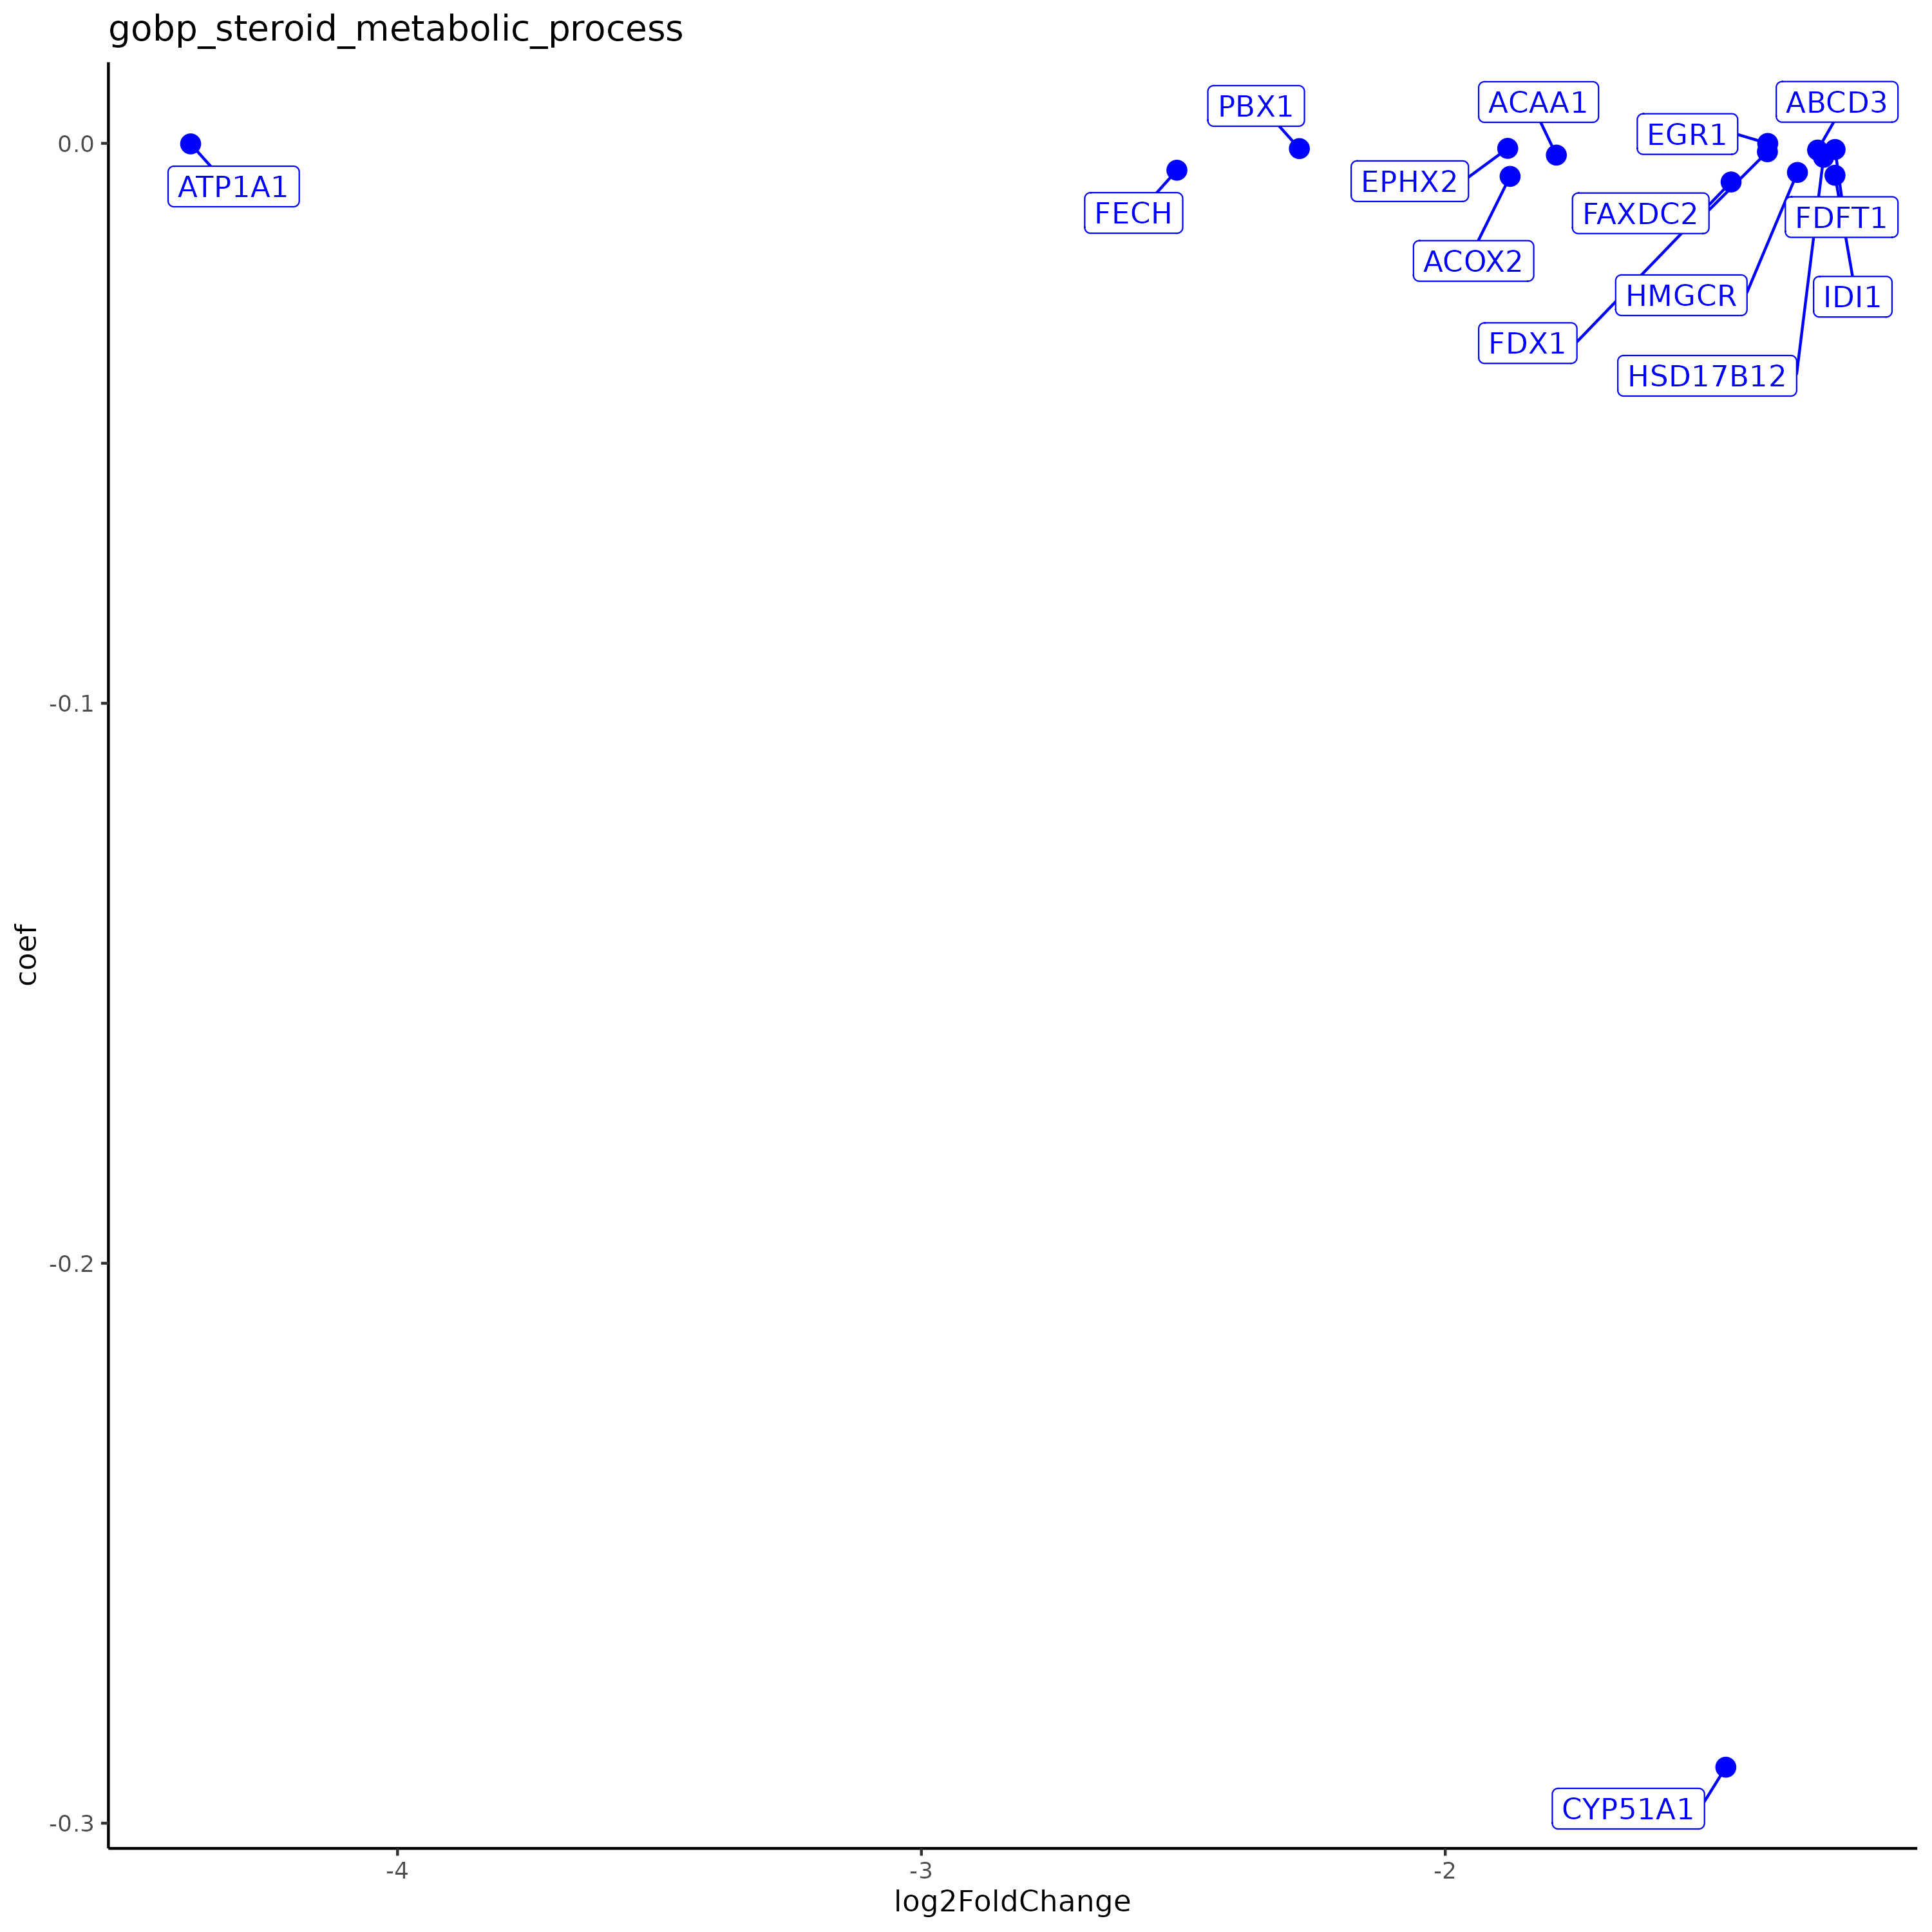 gobp_steroid_metabolic_process
PBX1
ACAA1
ABCD3
EGR1
0.0
ATP1A1
EPHX2
FECH
FAXDC2
FDFT1
ACOX2
HMGCR
IDI1
FDX1
HSD17B12
-0.1
coef
-0.2
CYP51A1
-0.3
-4
-3
-2
log2FoldChange